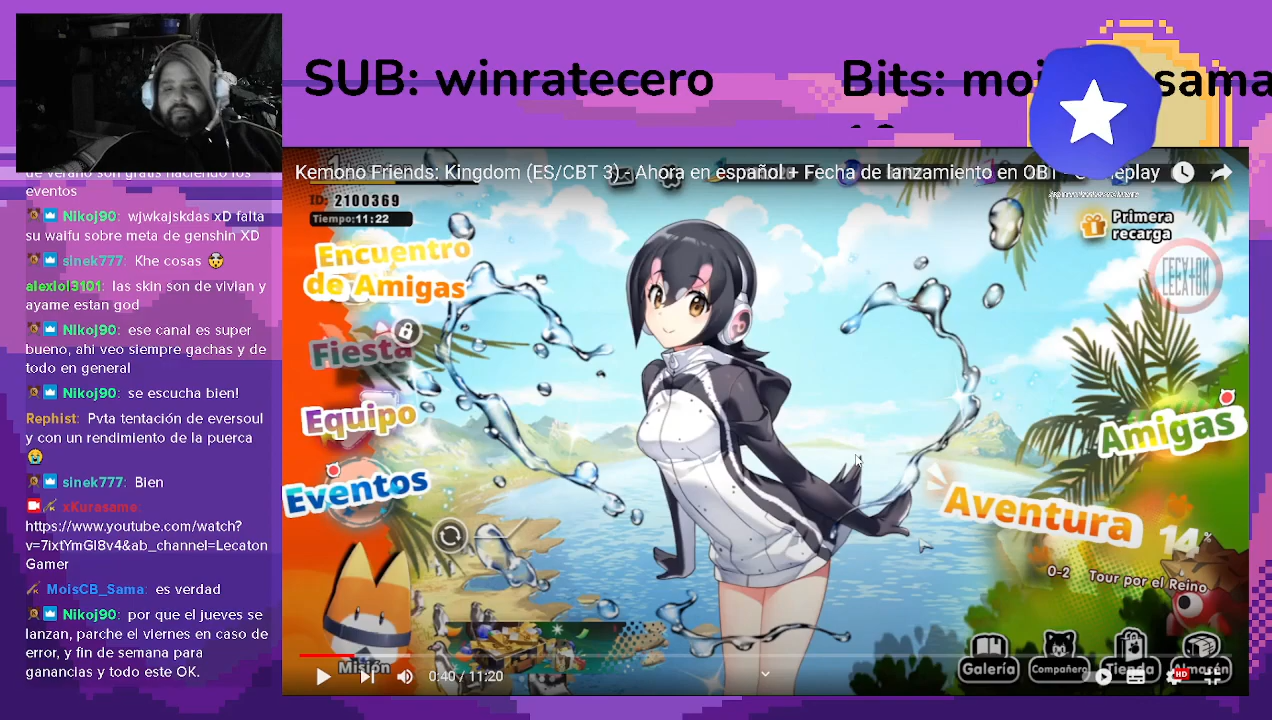 SUB: winratecero
Bits: moi sama
de verano son gratis haciendo los
eventos
Nikoj90: wjwkajskdas xD falta
su waifu sobre meta de genshin XD
sinek777: Khe cosas
alexlol3101: las skin son de vivian y
ayame estan god
Nikoj90: ese canal es super
bueno, ahi veo siempre gachas y de
todo en general
Nikoj90: se escucha bien!
Rephist: Pvta tentación de eversoul
y con un rendimiento de la puerca
sinek777: Bien
xKurasame:
https://www.youtube.com/watch?
v=7ixtYmGl8v4&ab_channel=Lecaton
Gamer
MoisCB_Sama: es verdad
Nikoj90: por que el jueves se
lanzan, parche el viernes en caso de
error, y fin de semana para
ganancias y todo este OK.
Kemono Friends: Kingdom (ES/CBT 3) - Ahora en español + Fecha de lanzamiento en OBT
ID: 2100369
Tiempo:11:22
Encuentro
de Amigas
Fiesta
Equipo
Eventos
Misión
Primera
recarga
LECATON
Amigas
Aventura
14%
0-2 Tour por el Reino
Galería
Compañero
Tienda
Almacén
HD
0:40 / 11:20